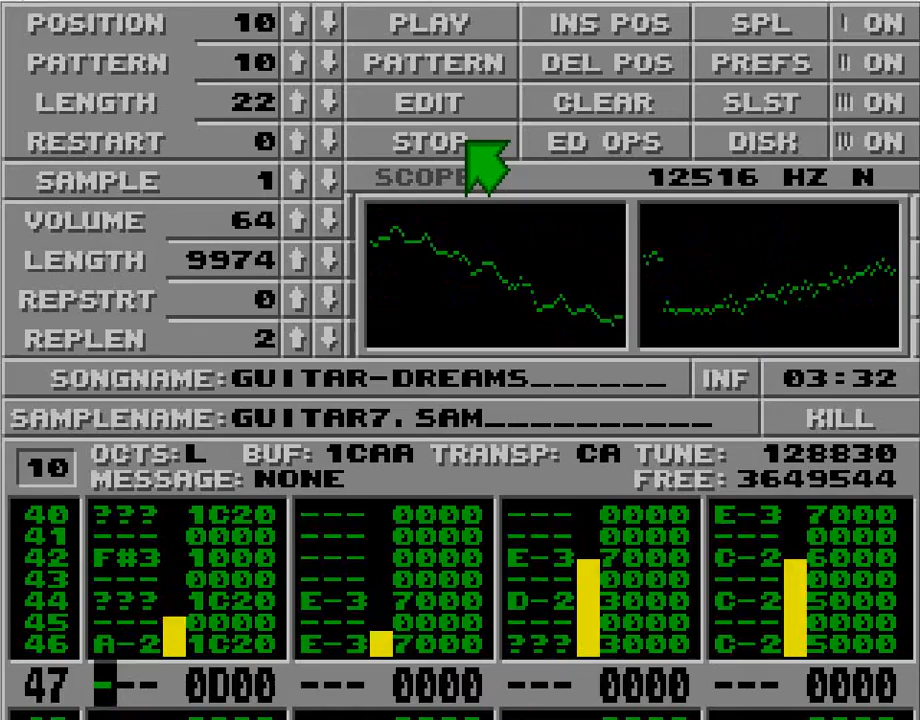 POSITION 10 PLAY INS POS SPL I ON
PATTERN 10 PATTERN DEL POS PREFS II ON
LENGTH 22 EDIT CLEAR SLST III ON
RESTART 0 STOP ED OPS DISK IV ON
SAMPLE 1 SCOPE 12516 HZ N
VOLUME 64
LENGTH 9974
REPSTRT 0
REPLEN 2
SONGNAME:GUITAR-DREAMS______ INF 03:32
SAMPLENAME:GUITAR7.SAM__________ KILL
10 OCTS:L BUF:1CAA TRANSP:CA TUNE: 128830
MESSAGE:NONE FREE:3649544
40 ??? 1C20 --- 0000 --- 0000 E-3 7000
41 --- 0000 --- 0000 --- 0000 --- 0000
42 F#3 1000 --- 0000 E-3 7000 C-2 6000
43 --- 0000 --- 0000 --- 0000 --- 0000
44 ??? 1C20 E-3 7000 D-2 3000 C-2 5000
45 --- 0000 --- 0000 --- 0000 --- 0000
46 A-2 1C20 E-3 7000 ??? 3000 C-2 5000
47 --- 0D00 --- 0000 --- 0000 --- 0000